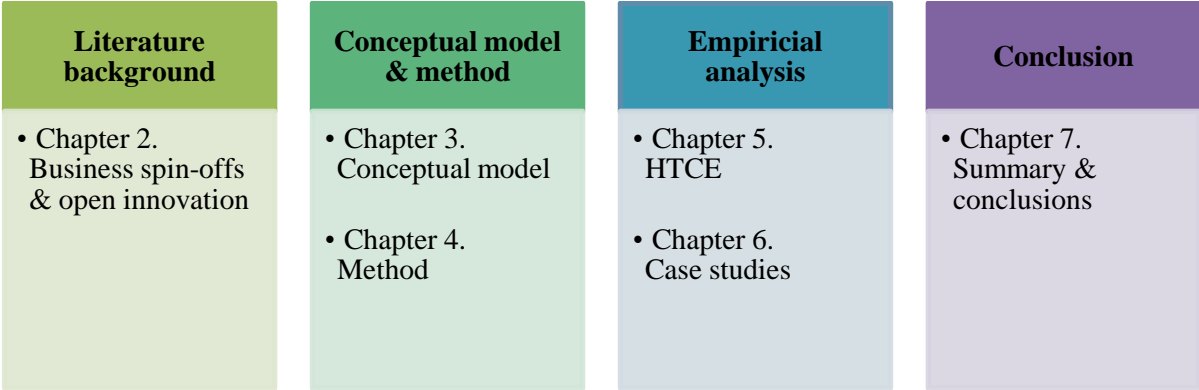 Literature
background
• Chapter 2.
Business spin-offs
& open innovation
Conceptual model
& method
• Chapter 3.
Conceptual model
• Chapter 4.
Method
Empiricial
analysis
• Chapter 5.
HTCE
• Chapter 6.
Case studies
Conclusion
• Chapter 7.
Summary &
conclusions